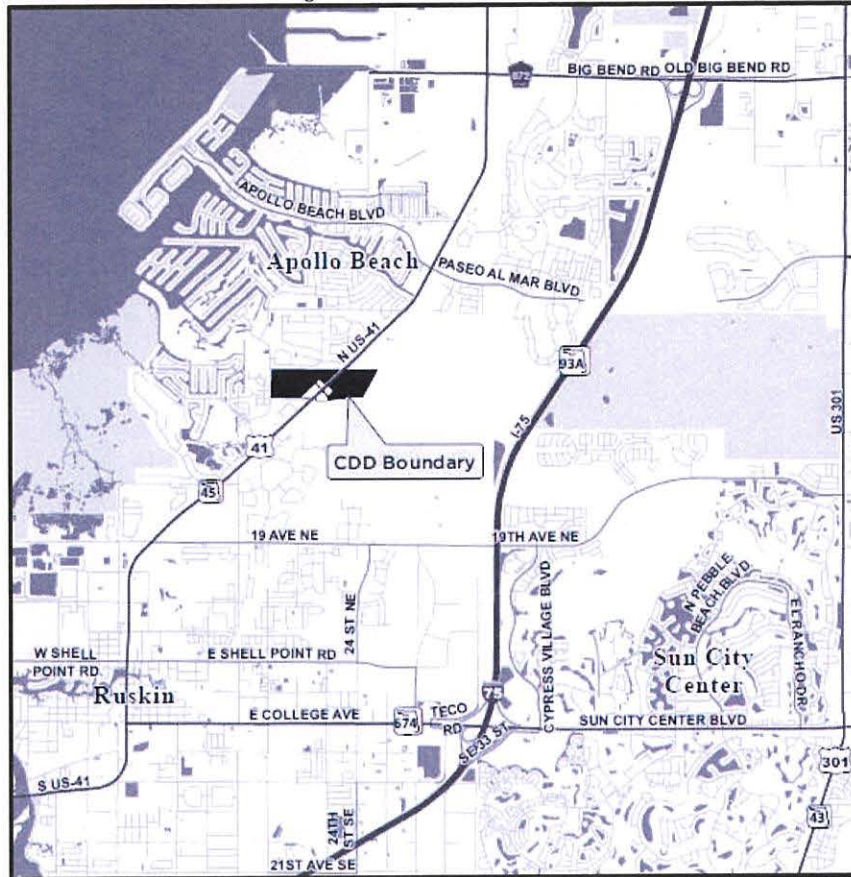 672
BIG BEND RD
OLD BIG BEND RD
APOLLO BEACH BLVD
Apollo Beach
PASEO AL MAR BLVD
N US-41
93A
I-75
US 301
41
CDD Boundary
45
19 AVE NE
19TH AVE NE
24 ST NE
CYPRESS VILLAGE BLVD
N PEBBLE
BEACH BLVD
EL RANCHO DR
W SHELL
POINT RD
E SHELL POINT RD
Sun City
Center
Ruskin
75
E COLLEGE AVE
674
TECO
RD
SUN CITY CENTER BLVD
SE 33 ST
S US-41
301
43
24TH
ST SE
21ST AVE SE